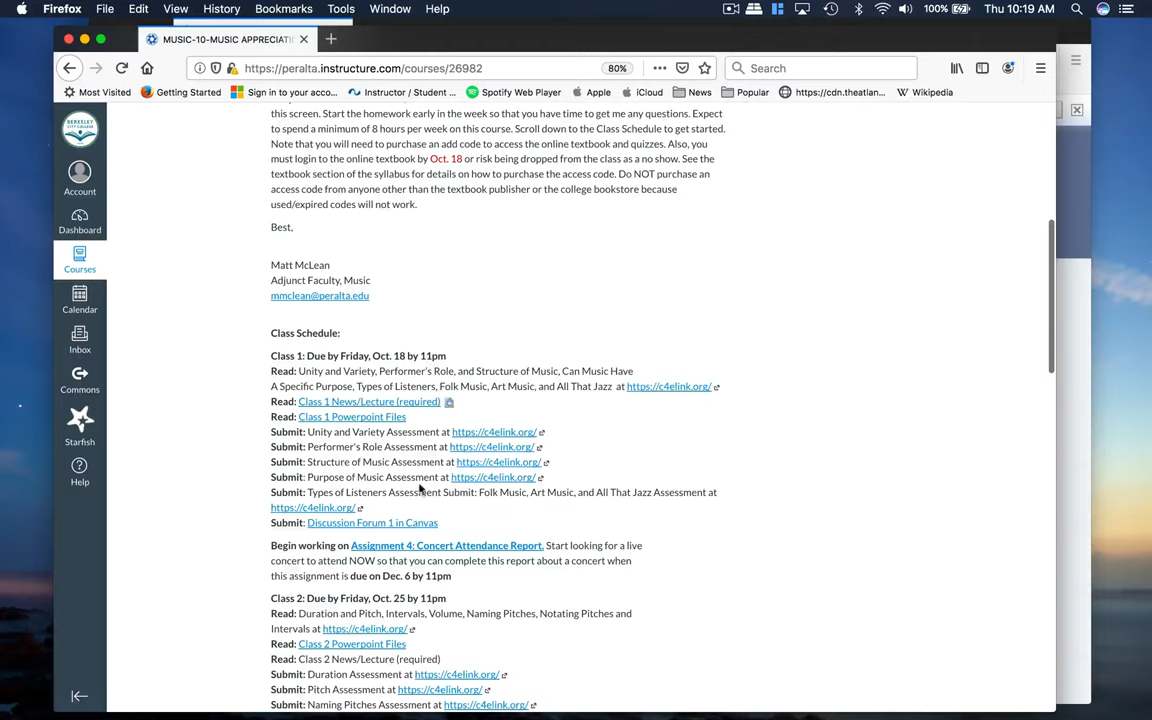 Firefox File Edit View History Bookmarks Tools Window Help 100% Thu 10:19 AM
MUSIC-10-MUSIC APPRECIATI
https://peralta.instructure.com/courses/26982 80% Search
Most Visited Getting Started Sign in to your acco... Instructor / Student ... Spotify Web Player Apple iCloud News Popular https://cdn.theatlan... Wikipedia
BERKELEY CITY COLLEGE
Account
Dashboard
Courses
Calendar
Inbox
Commons
Starfish
Help
this screen. Start the homework early in the week so that you have time to get me any questions. Expect
to spend a minimum of 8 hours per week on this course. Scroll down to the Class Schedule to get started.
Note that you will need to purchase an add code to access the online textbook and quizzes. Also, you
must login to the online textbook by Oct. 18 or risk being dropped from the class as a no show. See the
textbook section of the syllabus for details on how to purchase the access code. Do NOT purchase an
access code from anyone other than the textbook publisher or the college bookstore because
used/expired codes will not work.
Best,
Matt McLean
Adjunct Faculty, Music
mmclean@peralta.edu
Class Schedule:
Class 1: Due by Friday, Oct. 18 by 11pm
Read: Unity and Variety, Performer's Role, and Structure of Music, Can Music Have
A Specific Purpose, Types of Listeners, Folk Music, Art Music, and All That Jazz at https://c4elink.org/
Read: Class 1 News/Lecture (required)
Read: Class 1 Powerpoint Files
Submit: Unity and Variety Assessment at https://c4elink.org/
Submit: Performer's Role Assessment at https://c4elink.org/
Submit: Structure of Music Assessment at https://c4elink.org/
Submit: Purpose of Music Assessment at https://c4elink.org/
Submit: Types of Listeners Assessment Submit: Folk Music, Art Music, and All That Jazz Assessment at
https://c4elink.org/
Submit: Discussion Forum 1 in Canvas
Begin working on Assignment 4: Concert Attendance Report. Start looking for a live
concert to attend NOW so that you can complete this report about a concert when
this assignment is due on Dec. 6 by 11pm
Class 2: Due by Friday, Oct. 25 by 11pm
Read: Duration and Pitch, Intervals, Volume, Naming Pitches, Notating Pitches and
Intervals at https://c4elink.org/
Read: Class 2 Powerpoint Files
Read: Class 2 News/Lecture (required)
Submit: Duration Assessment at https://c4elink.org/
Submit: Pitch Assessment at https://c4elink.org/
Submit: Naming Pitches Assessment at https://c4elink.org/